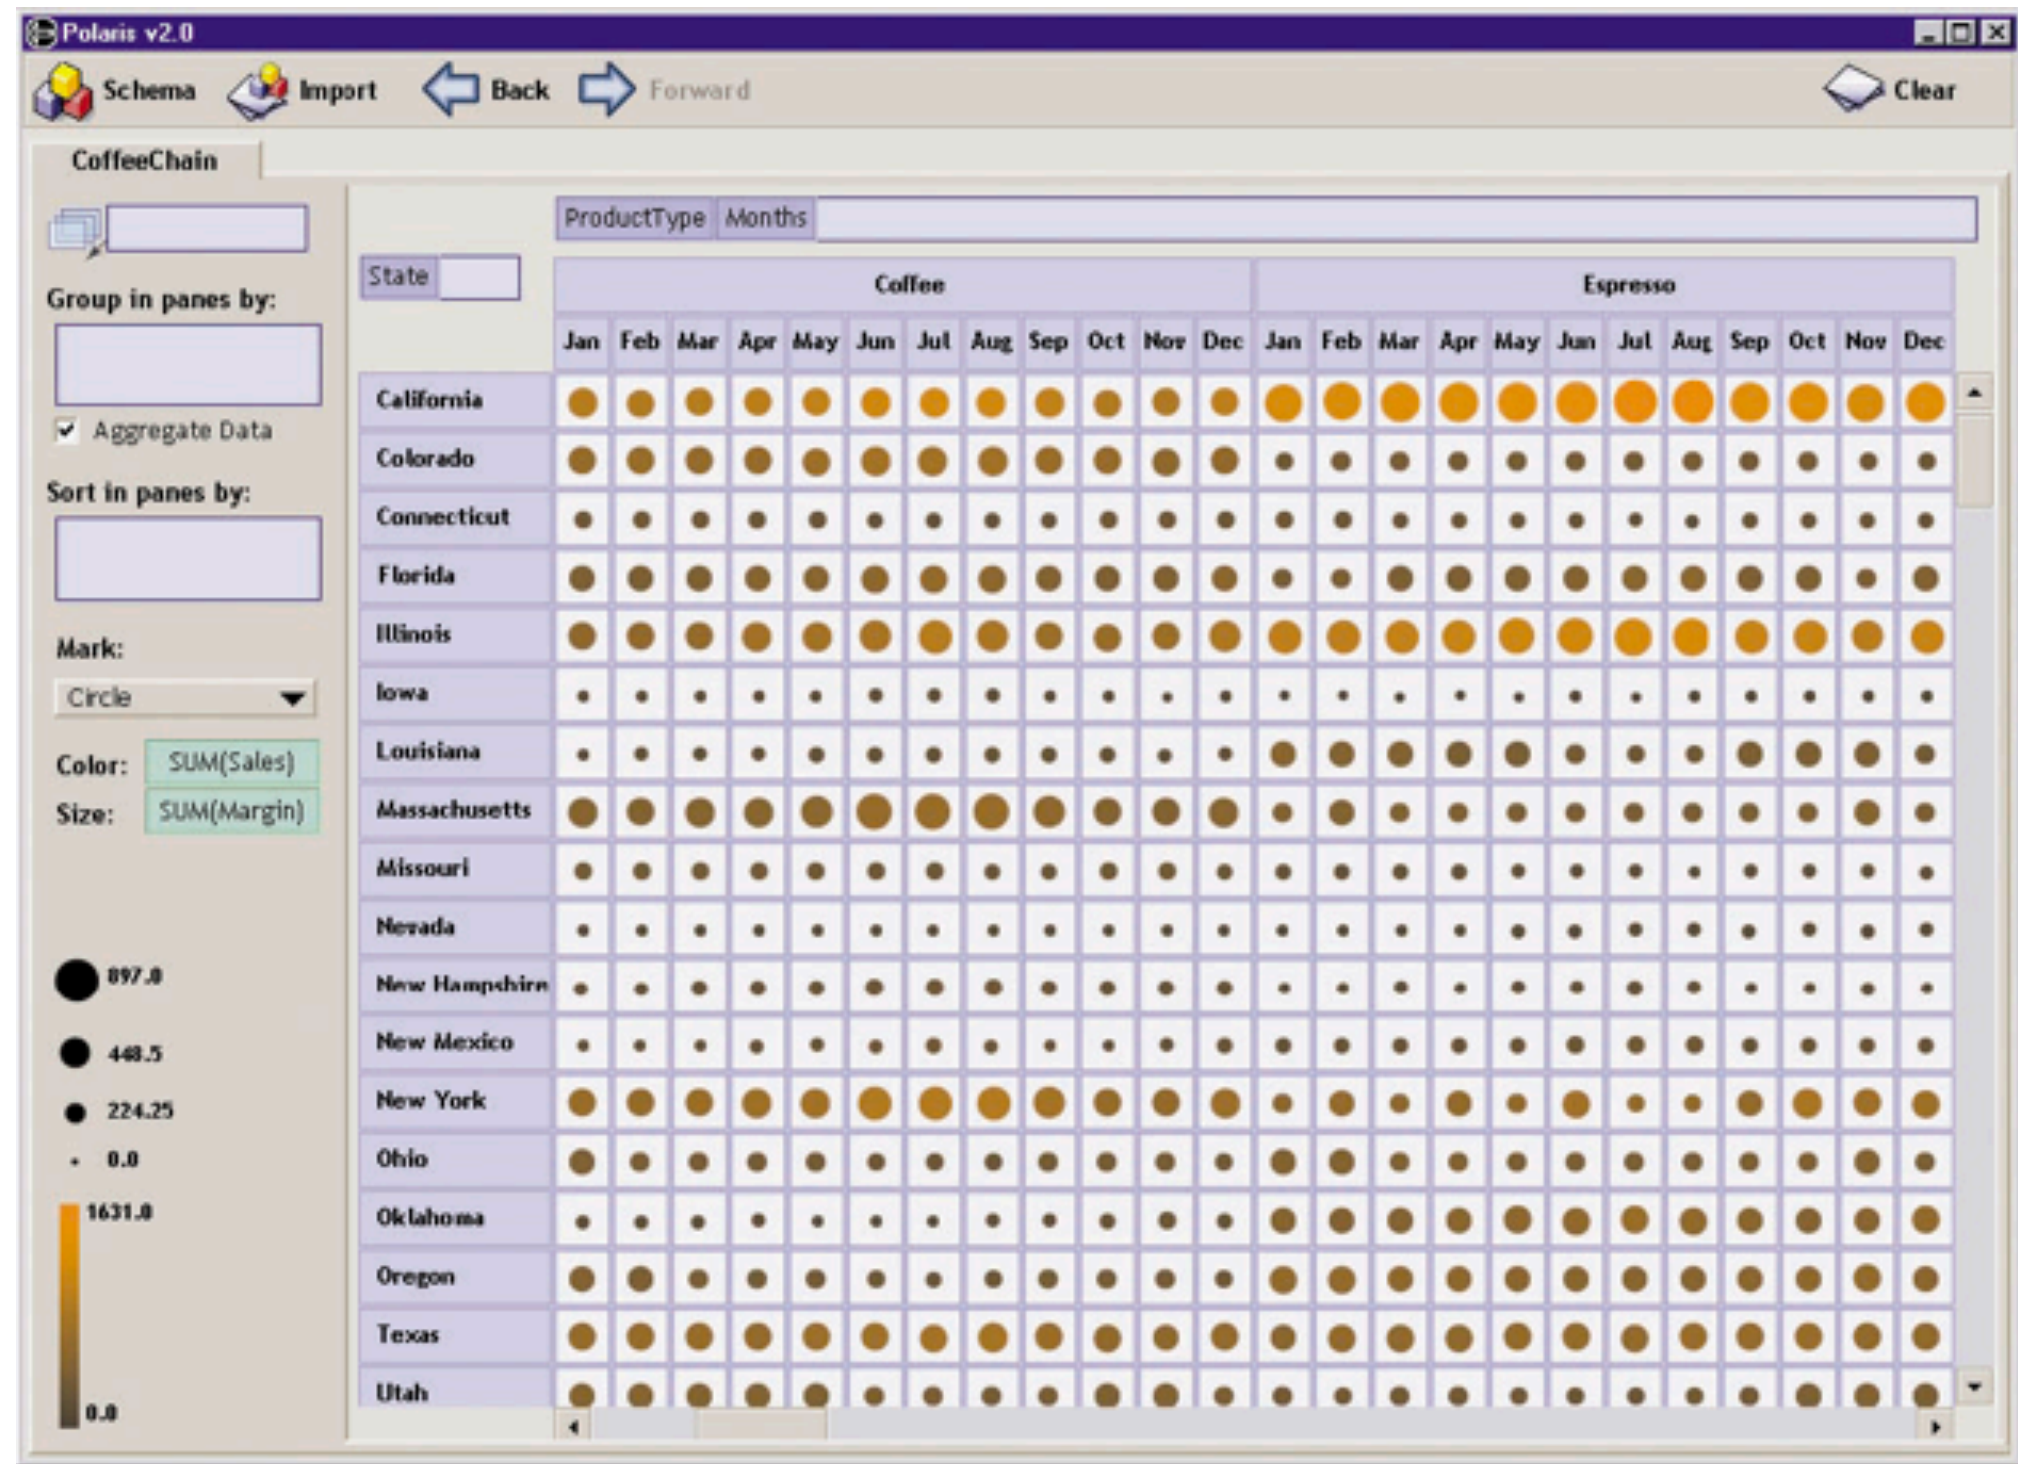 Polaris v2.0
Schema Import Back Forward Clear
CoffeeChain
ProductType Months
State
Group in panes by:
Aggregate Data
Sort in panes by:
Mark:
Circle
Color: SUM(Sales)
Size: SUM(Margin)
897.0
448.5
224.25
0.0
1631.0
0.0
Coffee Espresso
Jan Feb Mar Apr May Jun Jul Aug Sep Oct Nov Dec Jan Feb Mar Apr May Jun Jul Aug Sep Oct Nov Dec
California
Colorado
Connecticut
Florida
Illinois
Iowa
Louisiana
Massachusetts
Missouri
Nevada
New Hampshire
New Mexico
New York
Ohio
Oklahoma
Oregon
Texas
Utah